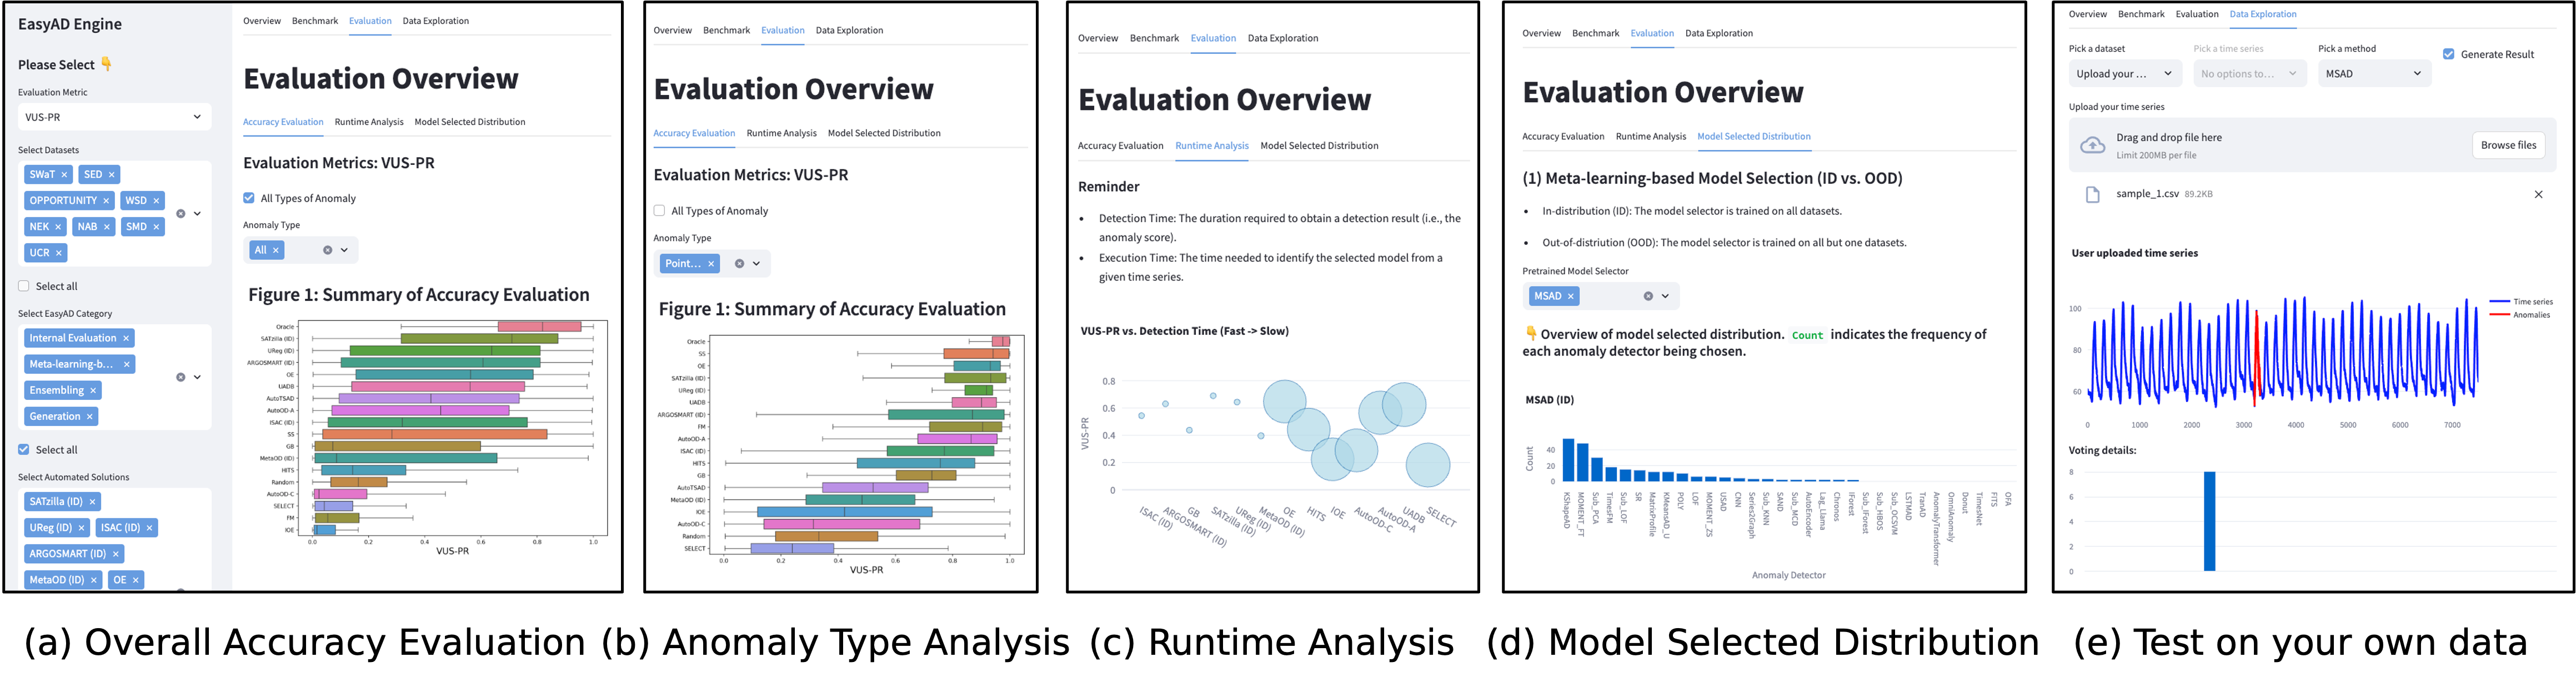 EasyAD Engine
Please Select 👇
Evaluation Metric
VUS-PR
Select Datasets
SWaT × SED ×
OPPORTUNITY × WSD ×
NEK × NAB × SMD ×
UCR ×
Select all
Select EasyAD Category
Internal Evaluation ×
Meta-learning-b... ×
Ensembling ×
Generation ×
Select all
Select Automated Solutions
SATzilla (ID) ×
UReg (ID) × ISAC (ID) ×
ARGOSMART (ID) ×
MetaOD (ID) × OE ×
Overview Benchmark Evaluation Data Exploration
Evaluation Overview
Accuracy Evaluation Runtime Analysis Model Selected Distribution
Evaluation Metrics: VUS-PR
All Types of Anomaly
Anomaly Type
All ×
Figure 1: Summary of Accuracy Evaluation
Oracle
SATzilla (ID)
UReg (ID)
ARGOSMART (ID)
OE
UADB
AutoTSAD
AutoOD-A
ISAC (ID)
SS
GB
MetaOD (ID)
HITS
Random
AutoOD-C
SELECT
FM
IOE
0.0 0.2 0.4 0.6 0.8 1.0
VUS-PR
(a) Overall Accuracy Evaluation
Overview Benchmark Evaluation Data Exploration
Evaluation Overview
Accuracy Evaluation Runtime Analysis Model Selected Distribution
Evaluation Metrics: VUS-PR
All Types of Anomaly
Anomaly Type
Point... ×
Figure 1: Summary of Accuracy Evaluation
Oracle
SS
OE
SATzilla (ID)
UReg (ID)
UADB
ARGOSMART (ID)
FM
AutoOD-A
ISAC (ID)
HITS
GB
AutoTSAD
MetaOD (ID)
IOE
AutoOD-C
Random
SELECT
0.0 0.2 0.4 0.6 0.8 1.0
VUS-PR
(b) Anomaly Type Analysis
Overview Benchmark Evaluation Data Exploration
Evaluation Overview
Accuracy Evaluation Runtime Analysis Model Selected Distribution
Reminder
• Detection Time: The duration required to obtain a detection result (i.e., the
anomaly score).
• Execution Time: The time needed to identify the selected model from a
given time series.
VUS-PR vs. Detection Time (Fast -> Slow)
VUS-PR
0.8
0.6
0.4
0.2
0
ISAC (ID)
GB
ARGOSMART (ID)
SATzilla (ID)
UReg (ID)
MetaOD (ID)
OE
HITS
IOE
AutoOD-C
AutoOD-A
UADB
SELECT
(c) Runtime Analysis
Overview Benchmark Evaluation Data Exploration
Evaluation Overview
Accuracy Evaluation Runtime Analysis Model Selected Distribution
(1) Meta-learning-based Model Selection (ID vs. OOD)
• In-distribution (ID): The model selector is trained on all datasets.
• Out-of-distriution (OOD): The model selector is trained on all but one datasets.
Pretrained Model Selector
MSAD ×
👇 Overview of model selected distribution. Count indicates the frequency of
each anomaly detector being chosen.
MSAD (ID)
Count
40
20
0
KShapeAD
MOMENT_FT
Sub_PCA
TimesFM
Sub_LOF
SR
MatrixProfile
KMeansAD_U
POLY
LOF
MOMENT_ZS
USAD
CNN
Series2Graph
Sub_KNN
SAND
Sub_MCD
AutoEncoder
Lag_Llama
Chronos
IForest
Sub_IForest
Sub_HBOS
Sub_OCSVM
LSTMAD
TranAD
AnomalyTransformer
OmniAnomaly
Donut
TimesNet
FITS
OFA
Anomaly Detector
(d) Model Selected Distribution
Overview Benchmark Evaluation Data Exploration
Pick a dataset Pick a time series Pick a method
Upload your ... No options to... MSAD Generate Result
Upload your time series
Drag and drop file here
Limit 200MB per file
Browse files
sample_1.csv 89.2KB
User uploaded time series
Time series
Anomalies
100
80
60
0 1000 2000 3000 4000 5000 6000 7000
Voting details:
8
6
4
2
0
(e) Test on your own data